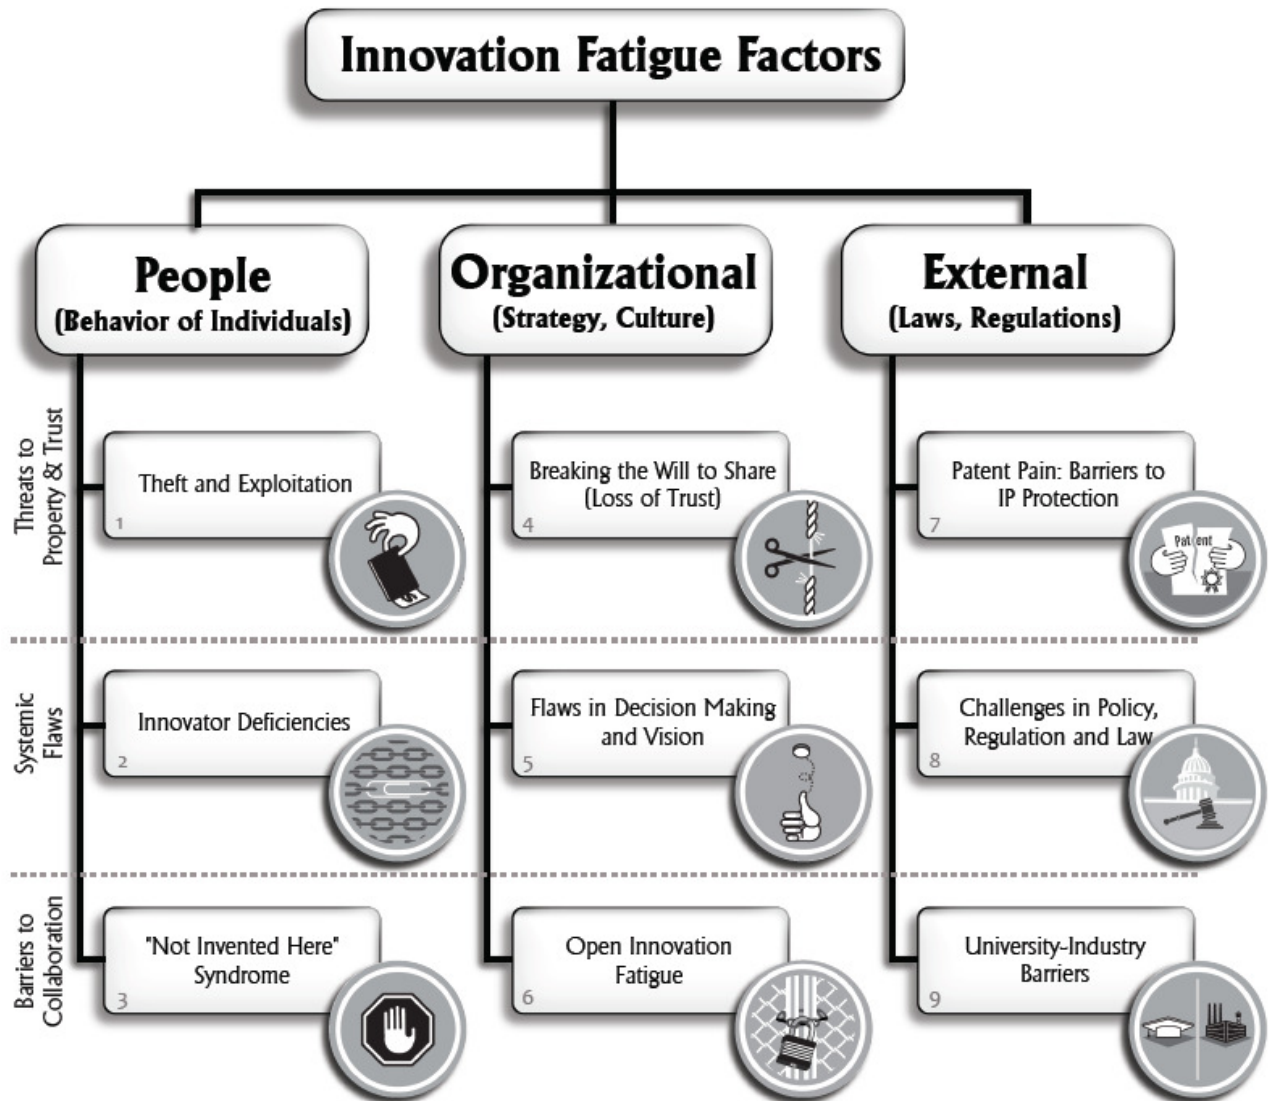 Innovation Fatigue Factors
People
(Behavior of Individuals)
Organizational
(Strategy, Culture)
External
(Laws, Regulations)
Threats to
Property & Trust
Theft and Exploitation
1
Breaking the Will to Share
(Loss of Trust)
4
Patent Pain: Barriers to
IP Protection
7
Patent
Systemic
Flaws
Innovator Deficiencies
2
Flaws in Decision Making
and Vision
5
Challenges in Policy,
Regulation and Law
8
Barriers to
Collaboration
"Not Invented Here"
Syndrome
3
Open Innovation
Fatigue
6
University-Industry
Barriers
9